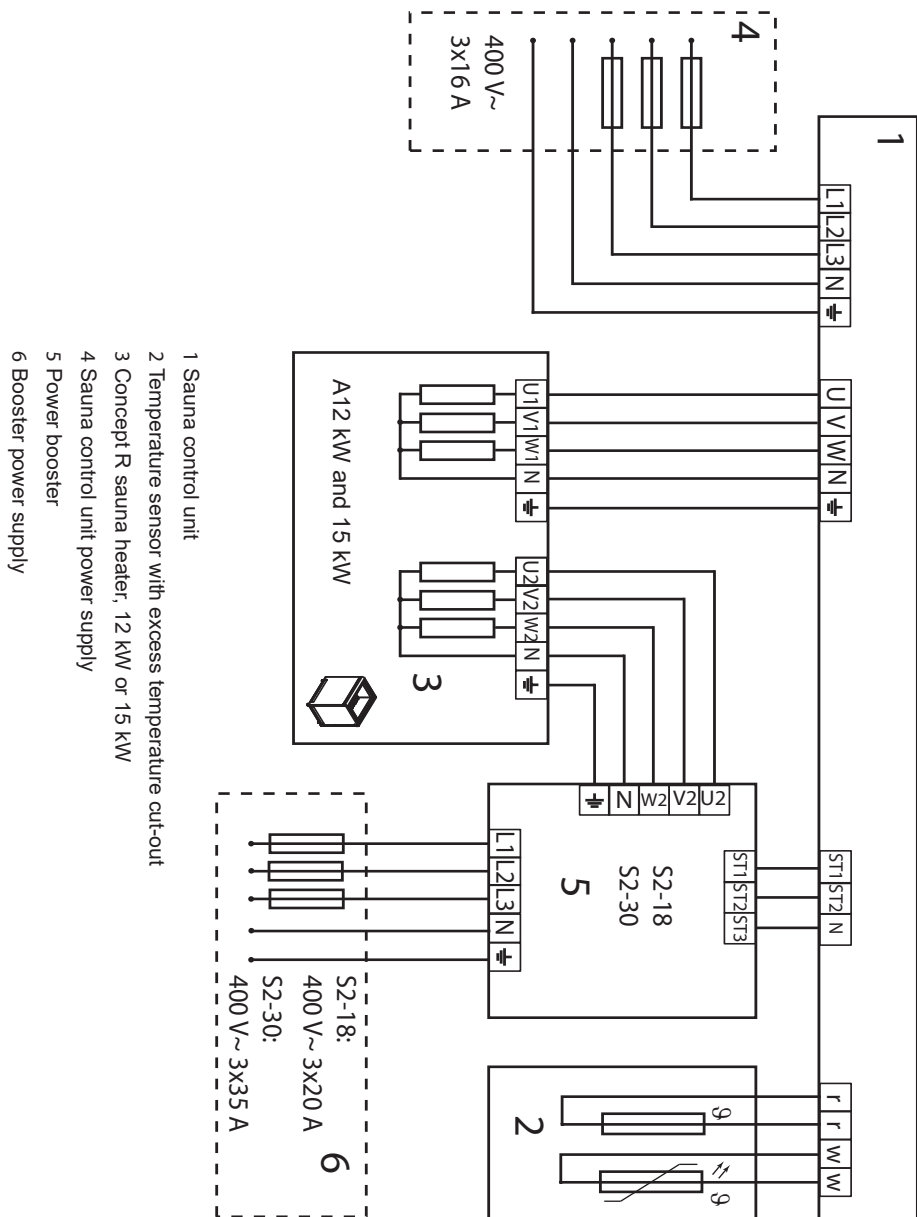 1
L1 L2 L3 N
U V W N
ST1 ST2 N
r r w w
4
400 V~
3x16 A
U1 V1 W1 N
U2 V2 W2 N
A12 kW and 15 kW
3
N W2 V2 U2
ST1 ST2 ST3
S2-18
S2-30
5
L1 L2 L3 N
S2-18:
400 V~ 3x20 A
S2-30:
400 V~ 3x35 A
6
2
ϑ
ϑ
1 Sauna control unit
2 Temperature sensor with excess temperature cut-out
3 Concept R sauna heater, 12 kW or 15 kW
4 Sauna control unit power supply
5 Power booster
6 Booster power supply